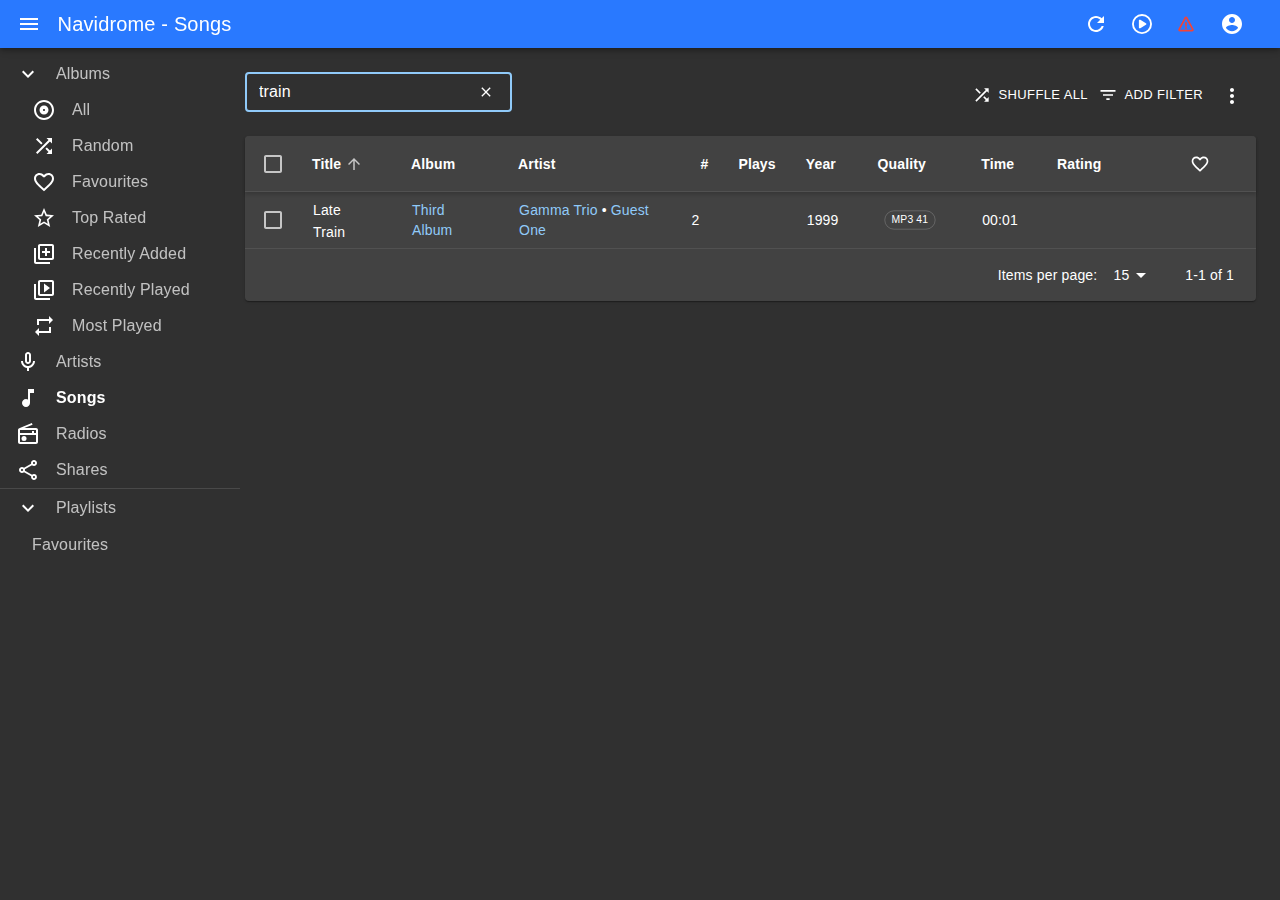 Navidrome - Songs
Albums
All
Random
Favourites
Top Rated
Recently Added
Recently Played
Most Played
Artists
Songs
Radios
Shares
Playlists
Favourites
train
SHUFFLE ALL ADD FILTER
Title Album Artist # Plays Year Quality Time Rating
Late Train Third Album Gamma Trio • Guest One 2 1999 MP3 41 00:01
Items per page: 15 1-1 of 1